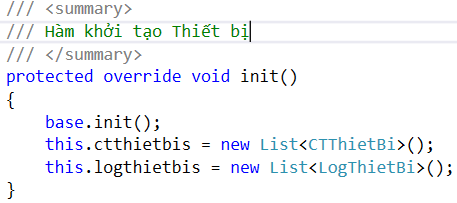 /// <summary>
/// Hàm khởi tạo Thiết bị
/// </summary>
protected override void init()
{
    base.init();
    this.ctthietbis = new List<CTThietBi>();
    this.logthietbis = new List<LogThietBi>();
}